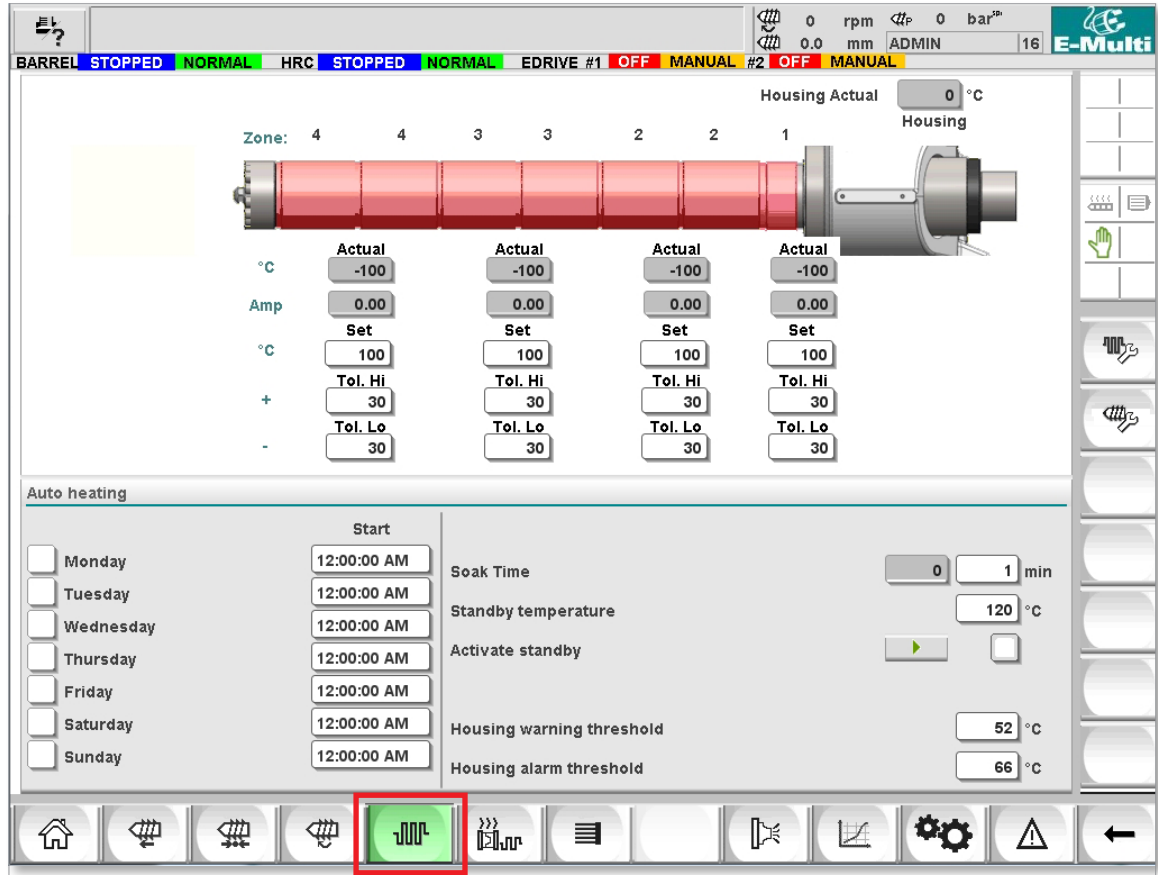 0 rpm P 0 bar spe
0.0 mm ADMIN 16 E-Multi
BARREL STOPPED NORMAL HRC STOPPED NORMAL EDRIVE #1 OFF MANUAL #2 OFF MANUAL
Housing Actual 0 °C
Housing
Zone: 4 4 3 3 2 2 1
Actual Actual Actual Actual
°C -100 -100 -100 -100
Amp 0.00 0.00 0.00 0.00
Set Set Set Set
°C 100 100 100 100
Tol. Hi Tol. Hi Tol. Hi Tol. Hi
+ 30 30 30 30
Tol. Lo Tol. Lo Tol. Lo Tol. Lo
- 30 30 30 30
Auto heating
Start
Monday 12:00:00 AM
Tuesday 12:00:00 AM
Wednesday 12:00:00 AM
Thursday 12:00:00 AM
Friday 12:00:00 AM
Saturday 12:00:00 AM
Sunday 12:00:00 AM
Soak Time 0 1 min
Standby temperature 120 °C
Activate standby
Housing warning threshold 52 °C
Housing alarm threshold 66 °C